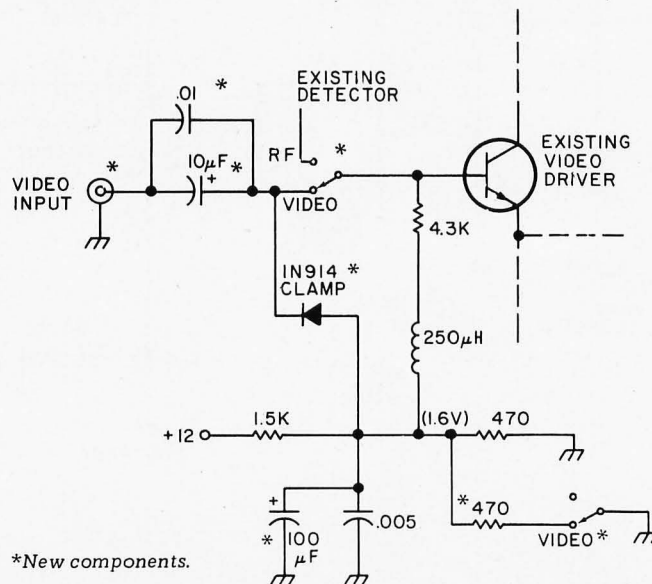 .01 *
EXISTING
DETECTOR
RF
*
10µF *
+
*
VIDEO
INPUT
VIDEO
EXISTING
VIDEO
DRIVER
4.3K
1N914 *
CLAMP
250µH
+12
1.5K
(1.6V)
470
+
* 100
µF
.005
* 470
VIDEO *
*New components.